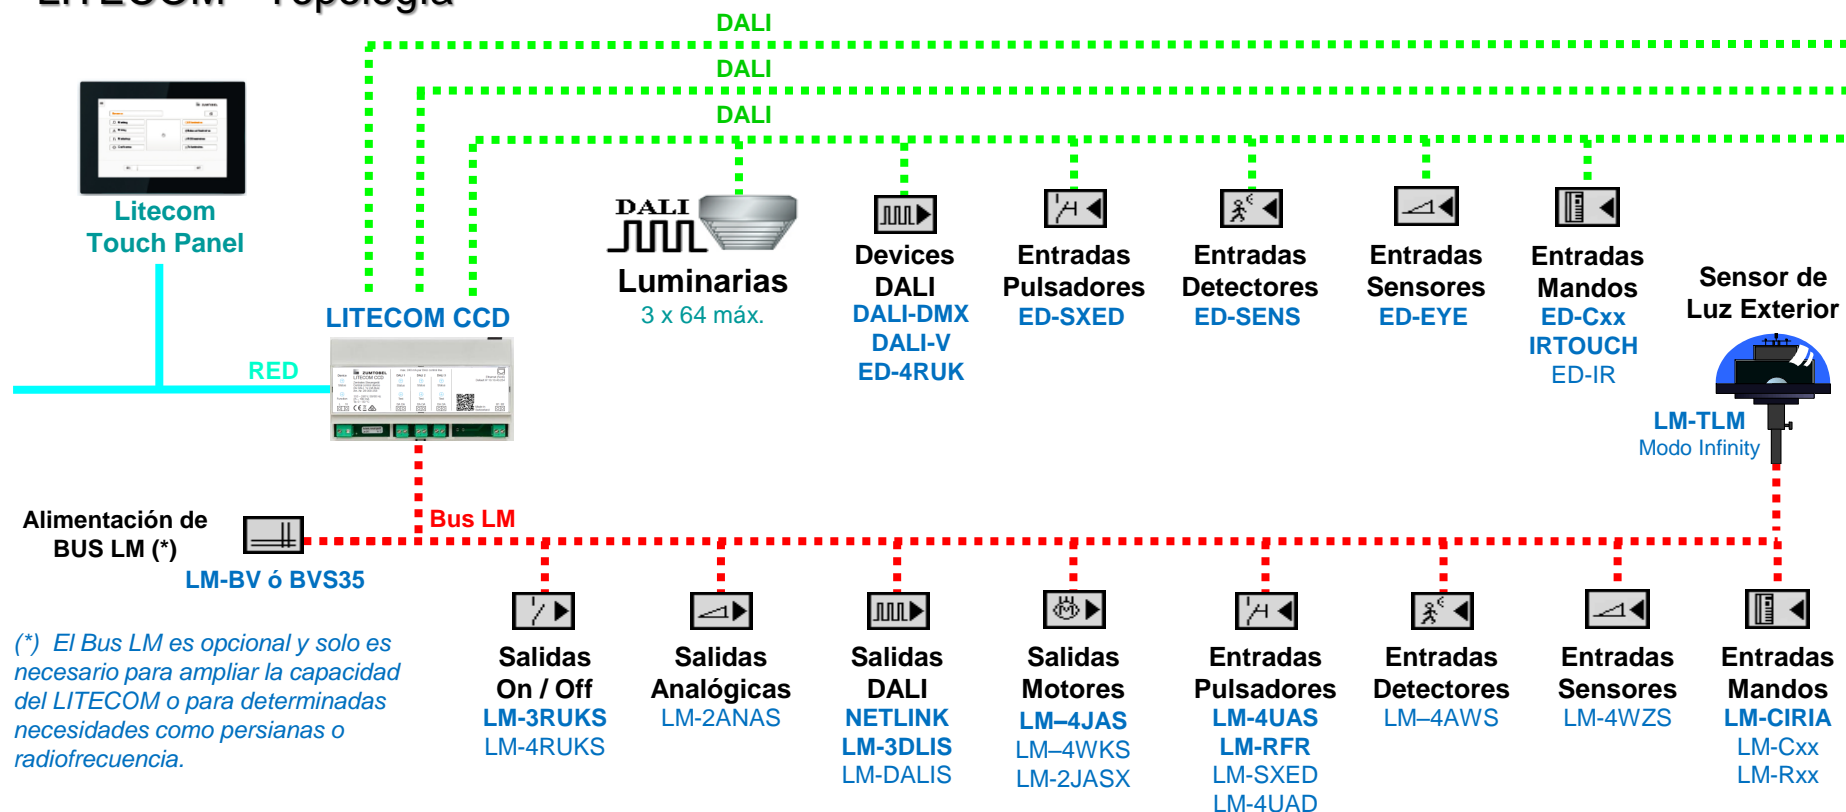 LITECOM - Topología
DALI
DALI
DALI
ZUMTOBEL
Litecom
Touch Panel
DALI
Luminarias
3 x 64 máx.
Devices
DALI
DALI-DMX
DALI-V
ED-4RUK
Entradas
Pulsadores
ED-SXED
Entradas
Detectores
ED-SENS
Entradas
Sensores
ED-EYE
Entradas
Mandos
ED-Cxx
IRTOUCH
ED-IR
Sensor de
Luz Exterior
LM-TLM
Modo Infinity
LITECOM CCD
RED
ZUMTOBEL
LITECOM CCD
Bus LM
Alimentación de
BUS LM (*)
LM-BV ó BVS35
(*) El Bus LM es opcional y solo es
necesario para ampliar la capacidad
del LITECOM o para determinadas
necesidades como persianas o
radiofrecuencia.
Salidas
On / Off
LM-3RUKS
LM-4RUKS
Salidas
Analógicas
LM-2ANAS
Salidas
DALI
NETLINK
LM-3DLIS
LM-DALIS
M
Salidas
Motores
LM–4JAS
LM–4WKS
LM-2JASX
Entradas
Pulsadores
LM-4UAS
LM-RFR
LM-SXED
LM-4UAD
Entradas
Detectores
LM–4AWS
Entradas
Sensores
LM-4WZS
Entradas
Mandos
LM-CIRIA
LM-Cxx
LM-Rxx